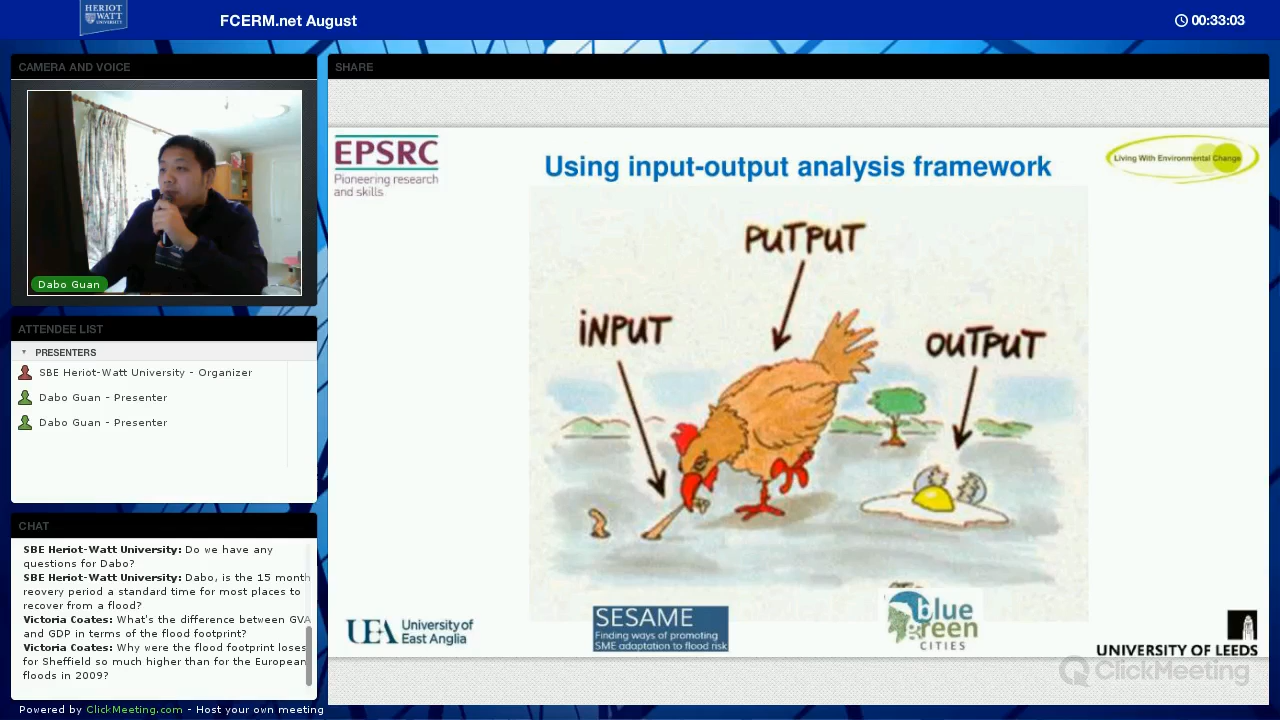 HERIOT
WATT
UNIVERSITY
FCERM.net August
00:33:03
CAMERA AND VOICE
Dabo Guan
ATTENDEE LIST
PRESENTERS
SBE Heriot-Watt University - Organizer
Dabo Guan - Presenter
Dabo Guan - Presenter
CHAT
SBE Heriot-Watt University: Do we have any
questions for Dabo?
SBE Heriot-Watt University: Dabo, is the 15 month
reovery period a standard time for most places to
recover from a flood?
Victoria Coates: What's the difference between GVA
and GDP in terms of the flood footprint?
Victoria Coates: Why were the flood footprint loses
for Sheffield so much higher than for the European
floods in 2009?
Powered by ClickMeeting.com - Host your own meeting
SHARE
EPSRC
Pioneering research
and skills
Using input-output analysis framework
Living With Environmental Change
PUTPUT
INPUT
OUTPUT
UEA University of
East Anglia
SESAME
Finding ways of promoting
SME adaptation to flood risk
blue
green
CITIES
UNIVERSITY OF LEEDS
ClickMeeting